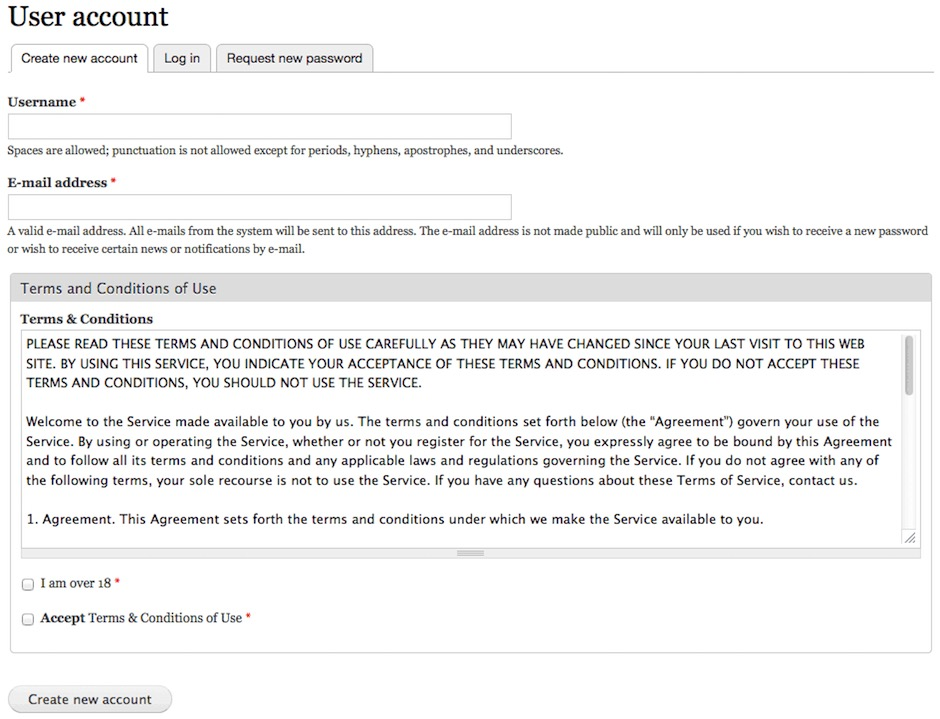 User account
Create new account
Log in
Request new password
Username *
Spaces are allowed; punctuation is not allowed except for periods, hyphens, apostrophes, and underscores.
E-mail address *
A valid e-mail address. All e-mails from the system will be sent to this address. The e-mail address is not made public and will only be used if you wish to receive a new password
or wish to receive certain news or notifications by e-mail.
Terms and Conditions of Use
Terms & Conditions
PLEASE READ THESE TERMS AND CONDITIONS OF USE CAREFULLY AS THEY MAY HAVE CHANGED SINCE YOUR LAST VISIT TO THIS WEB
SITE. BY USING THIS SERVICE, YOU INDICATE YOUR ACCEPTANCE OF THESE TERMS AND CONDITIONS. IF YOU DO NOT ACCEPT THESE
TERMS AND CONDITIONS, YOU SHOULD NOT USE THE SERVICE.
Welcome to the Service made available to you by us. The terms and conditions set forth below (the “Agreement”) govern your use of the
Service. By using or operating the Service, whether or not you register for the Service, you expressly agree to be bound by this Agreement
and to follow all its terms and conditions and any applicable laws and regulations governing the Service. If you do not agree with any of
the following terms, your sole recourse is not to use the Service. If you have any questions about these Terms of Service, contact us.
1. Agreement. This Agreement sets forth the terms and conditions under which we make the Service available to you.
I am over 18 *
Accept Terms & Conditions of Use *
Create new account